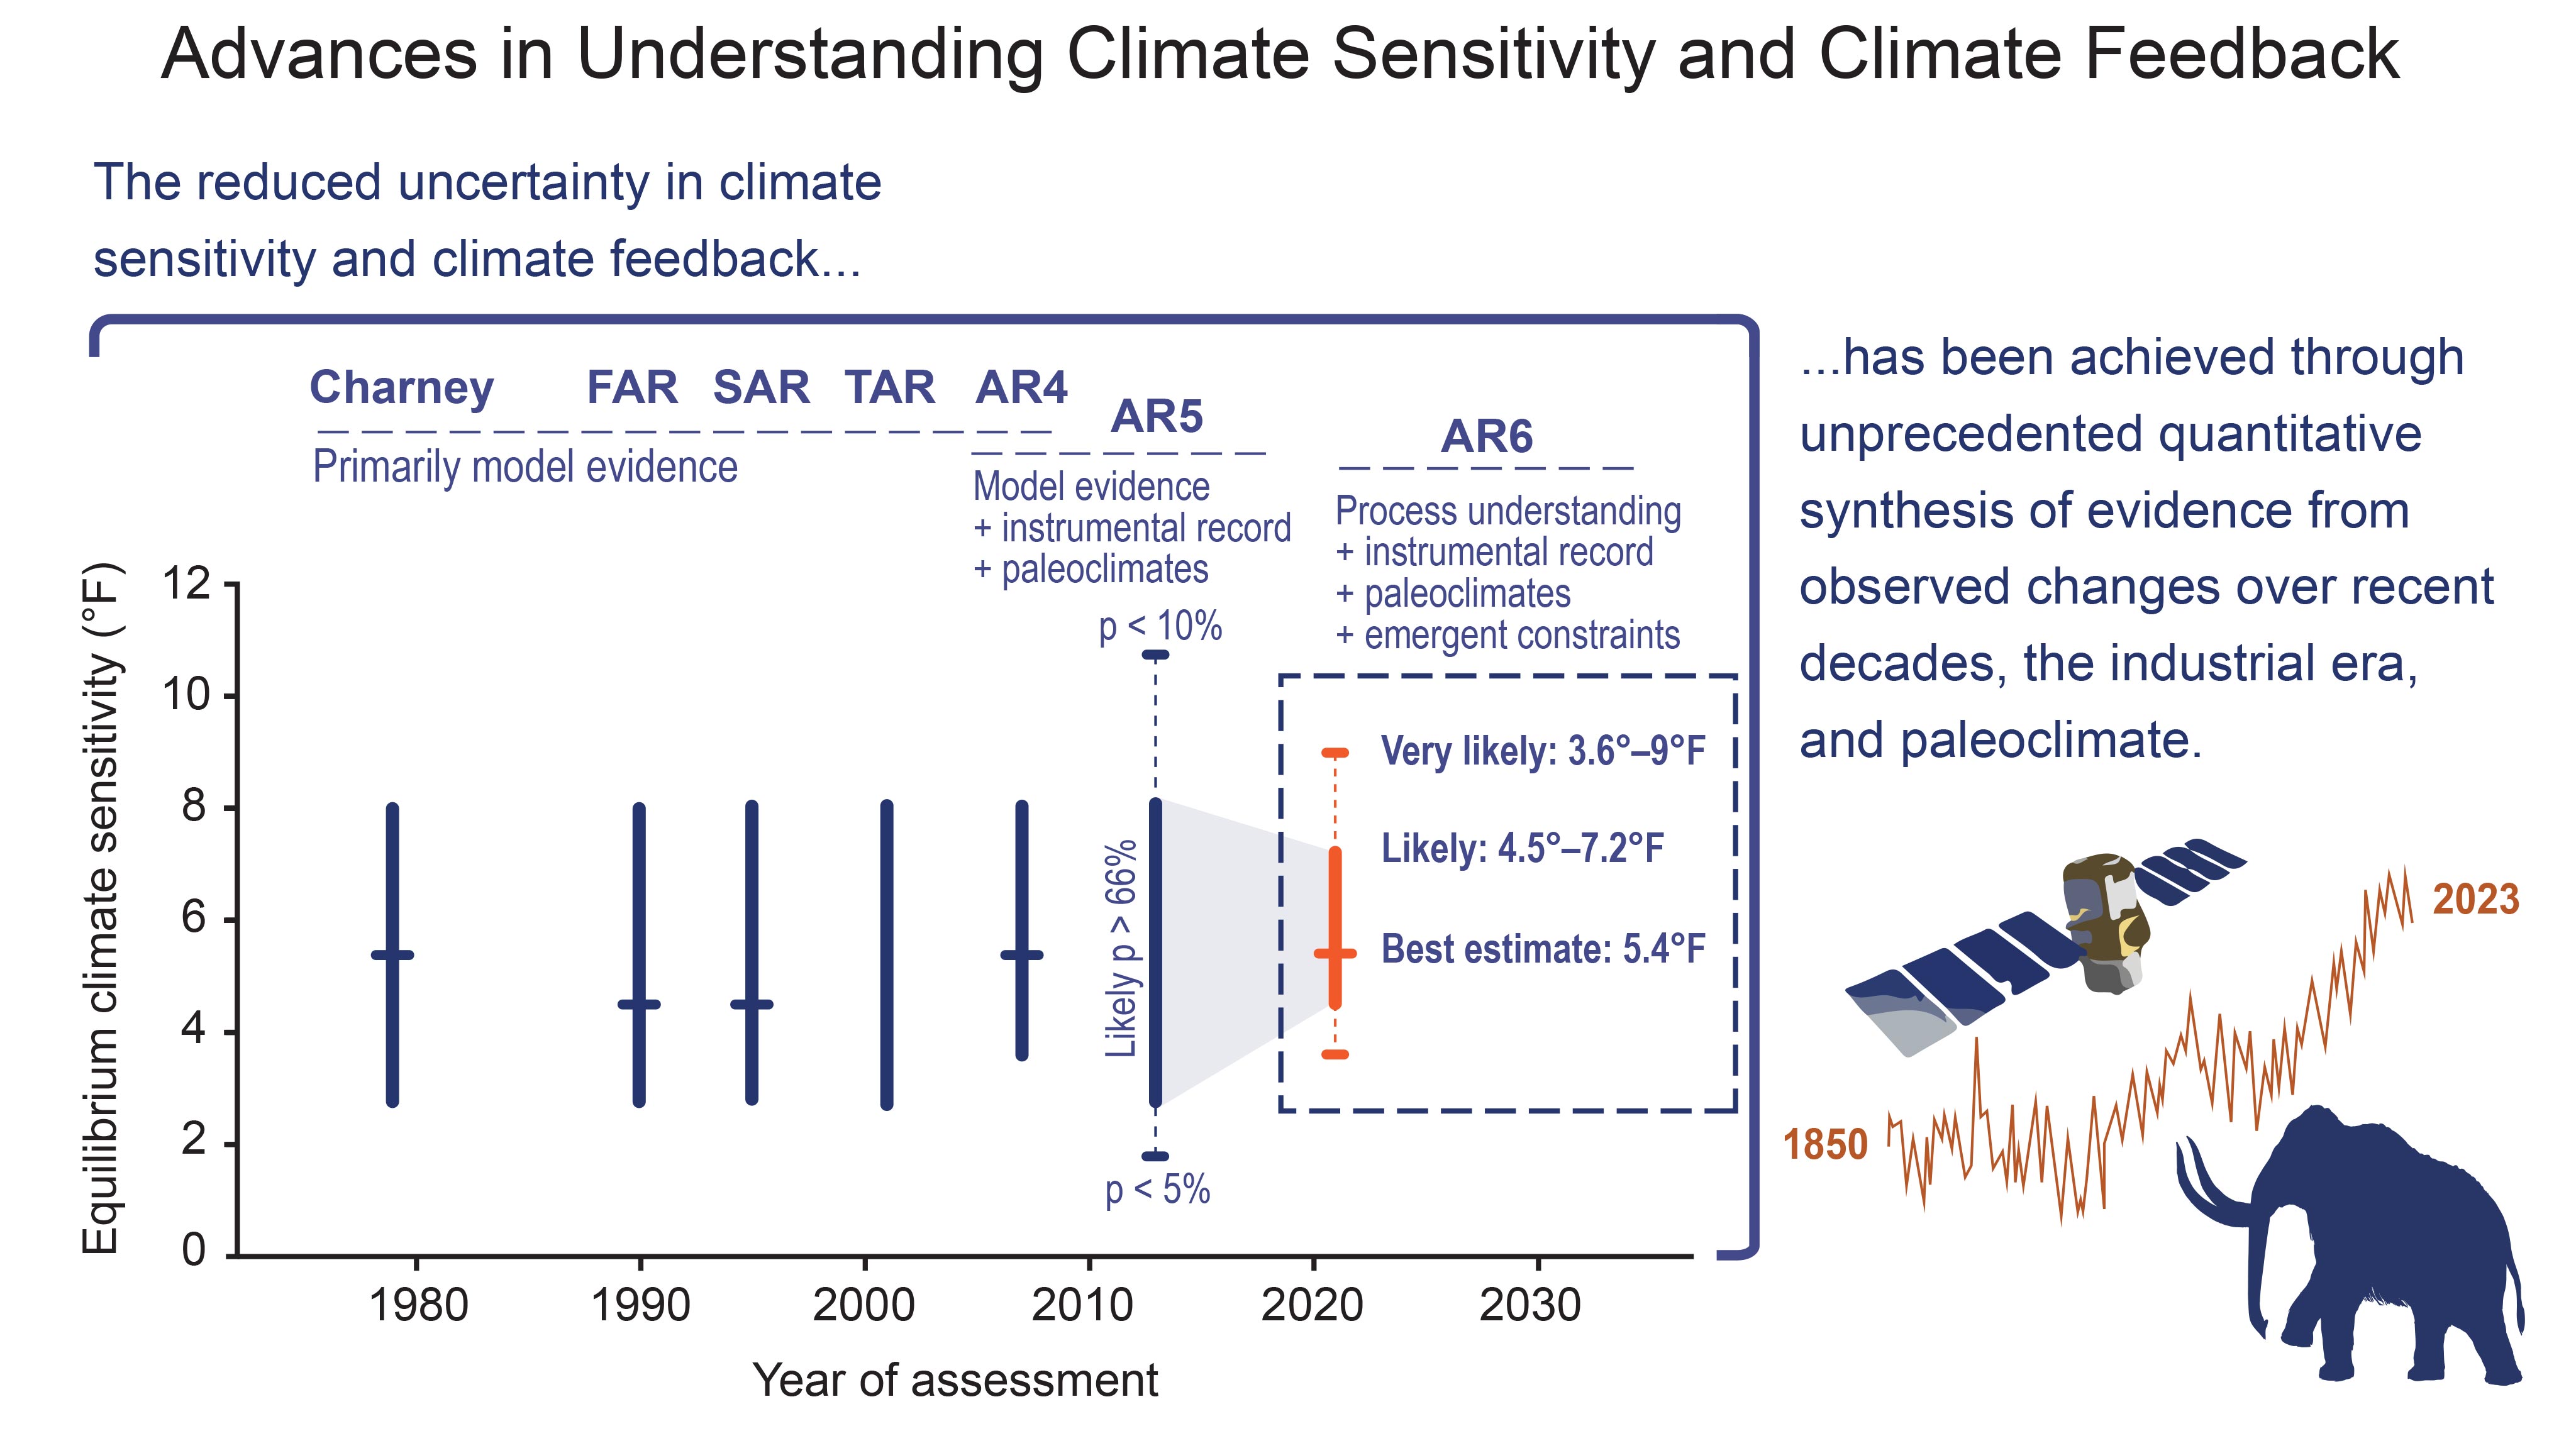 Advances in Understanding Climate Sensitivity and Climate Feedback
The reduced uncertainty in climate
sensitivity and climate feedback...
Charney
FAR
SAR
TAR
AR4
Primarily model evidence
AR5
Model evidence
+ instrumental record
+ paleoclimates
AR6
Process understanding
+ instrumental record
+ paleoclimates
+ emergent constraints
Equilibrium climate sensitivity (°F)
12
10
8
6
4
2
0
p < 10%
Likely p > 66%
p < 5%
Very likely: 3.6°–9°F
Likely: 4.5°–7.2°F
Best estimate: 5.4°F
1980
1990
2000
2010
2020
2030
Year of assessment
...has been achieved through
unprecedented quantitative
synthesis of evidence from
observed changes over recent
decades, the industrial era,
and paleoclimate.
2023
1850